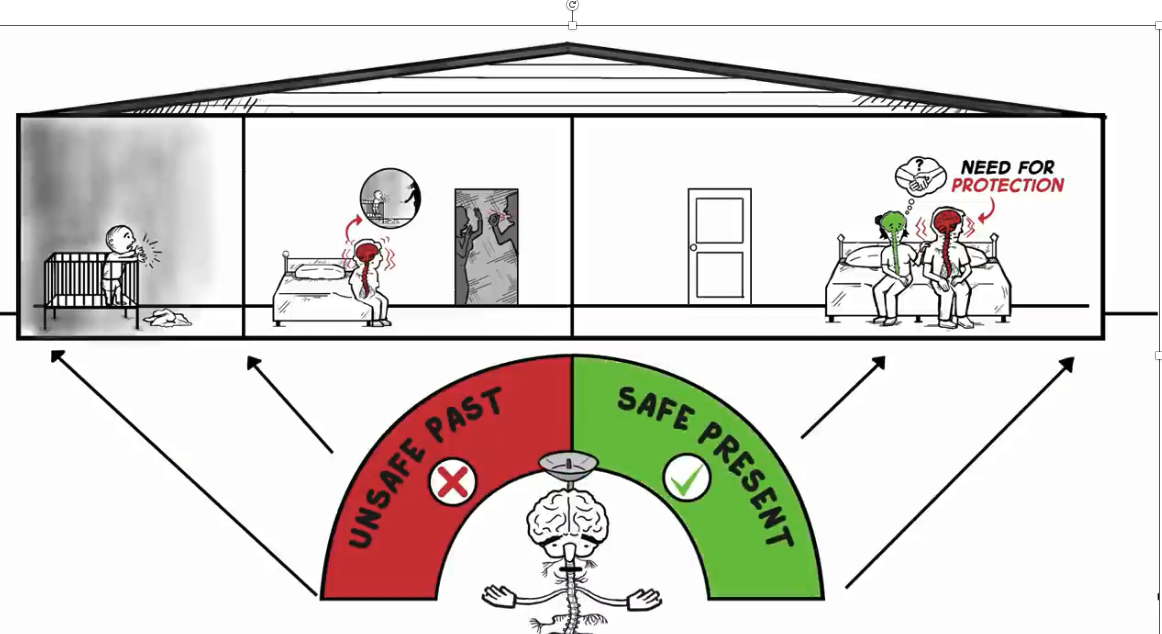 ?
NEED FOR
PROTECTION
UNSAFE PAST
SAFE PRESENT